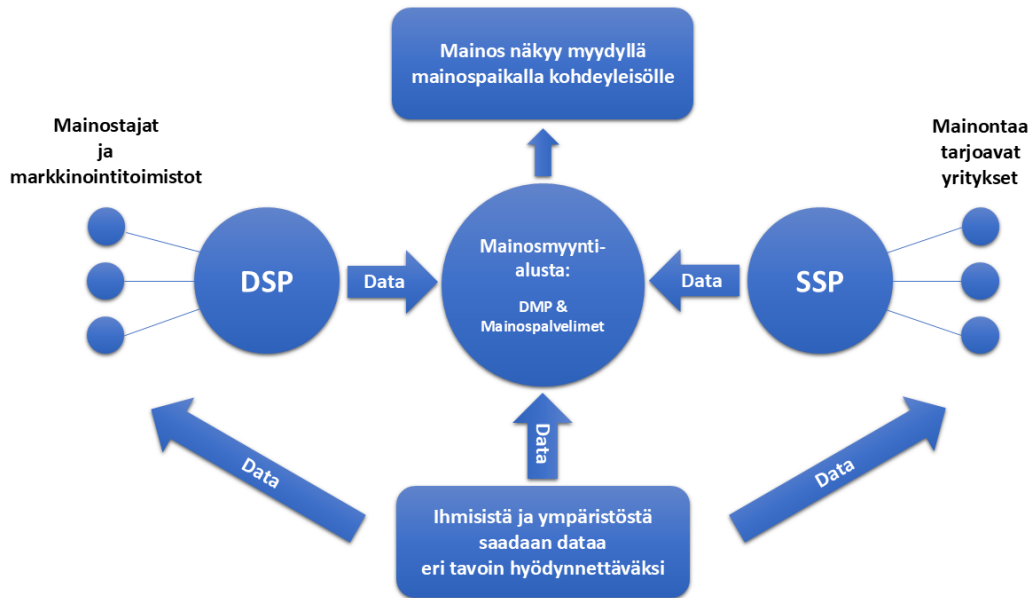 Mainos näkyy myydyllä
mainospaikalla kohdeyleisölle
Mainostajat
ja
markkinointitoimistot
Mainontaa
tarjoavat
yritykset
DSP
Data
Mainosmyynti-
alusta:
DMP &
Mainospalvelimet
Data
SSP
Data
Data
Data
Ihmisistä ja ympäristöstä
saadaan dataa
eri tavoin hyödynnettäväksi